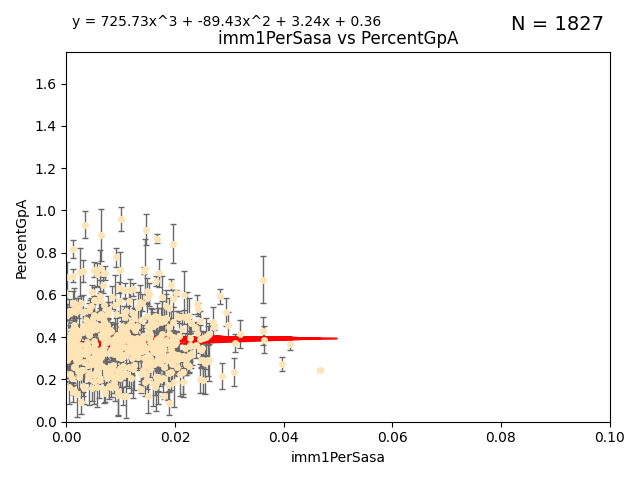 y = 725.73x^3 + -89.43x^2 + 3.24x + 0.36
N = 1827
imm1PerSasa vs PercentGpA
1.6
1.4
1.2
1.0
0.8
0.6
0.4
0.2
0.0
PercentGpA
0.00 0.02 0.04 0.06 0.08 0.10
imm1PerSasa